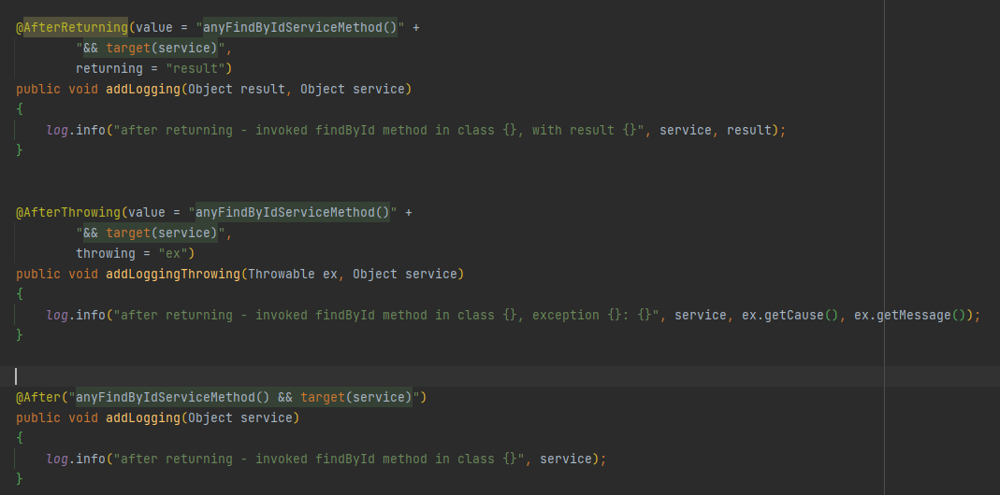 @AfterReturning(value = "anyFindByIdServiceMethod()" +
        "&& target(service)",
        returning = "result")
public void addLogging(Object result, Object service)
{
    log.info("after returning - invoked findById method in class {}, with result {}", service, result);
}
@AfterThrowing(value = "anyFindByIdServiceMethod()" +
        "&& target(service)",
        throwing = "ex")
public void addLoggingThrowing(Throwable ex, Object service)
{
    log.info("after returning - invoked findById method in class {}, exception {}: {}", service, ex.getCause(), ex.getMessage());
}
@After("anyFindByIdServiceMethod() && target(service)")
public void addLogging(Object service)
{
    log.info("after returning - invoked findById method in class {}", service);
}